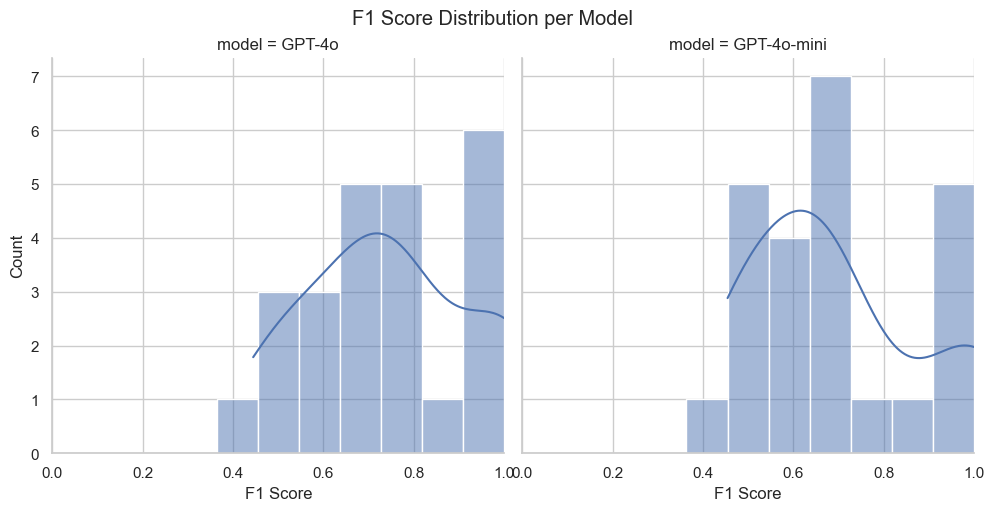 F1 Score Distribution per Model
model = GPT-4o
model = GPT-4o-mini
7
6
5
4
3
2
1
0
Count
0.0 0.2 0.4 0.6 0.8 1.0
0.0 0.2 0.4 0.6 0.8 1.0
F1 Score
F1 Score